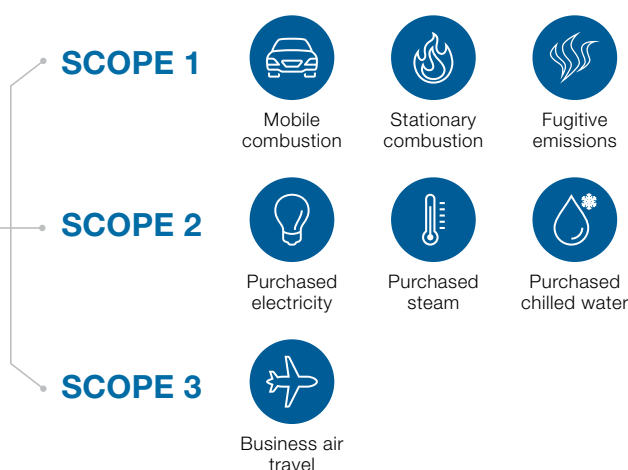 SCOPE 1
Mobile
combustion
Stationary
combustion
Fugitive
emissions
SCOPE 2
Purchased
electricity
Purchased
steam
Purchased
chilled water
SCOPE 3
Business air
travel